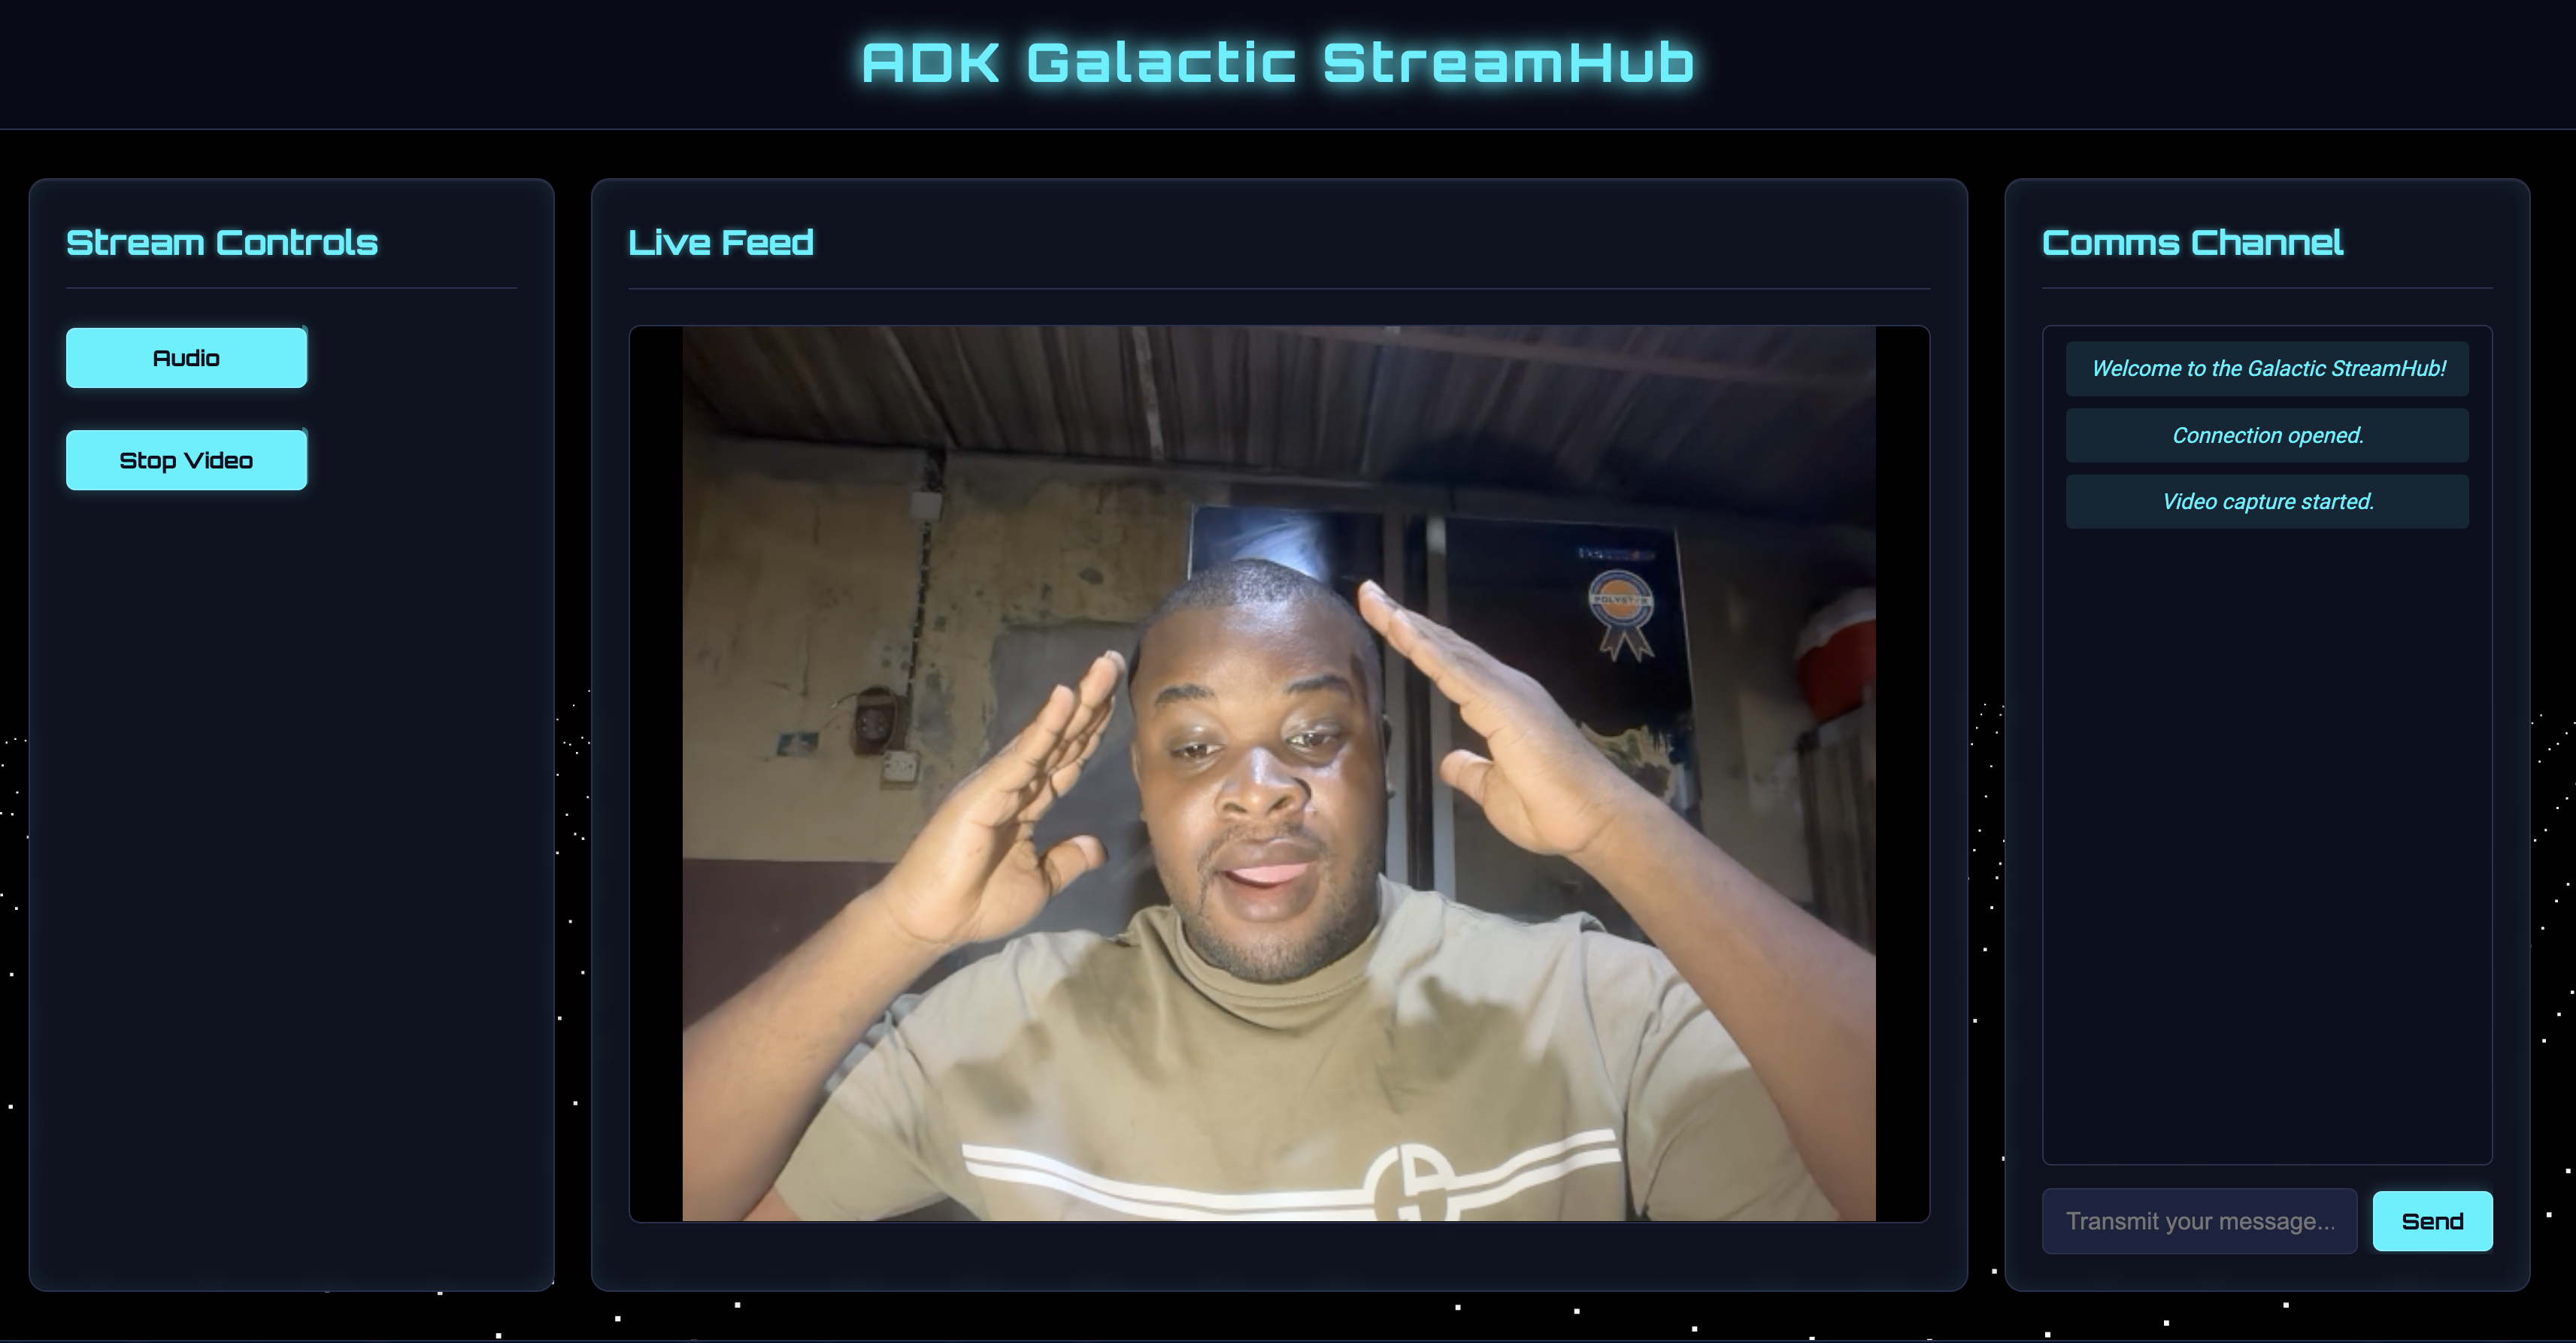 ADK Galactic StreamHub
Stream Controls
Audio
Stop Video
Live Feed
POLYSTAR
Comms Channel
Welcome to the Galactic StreamHub!
Connection opened.
Video capture started.
Transmit your message...
Send